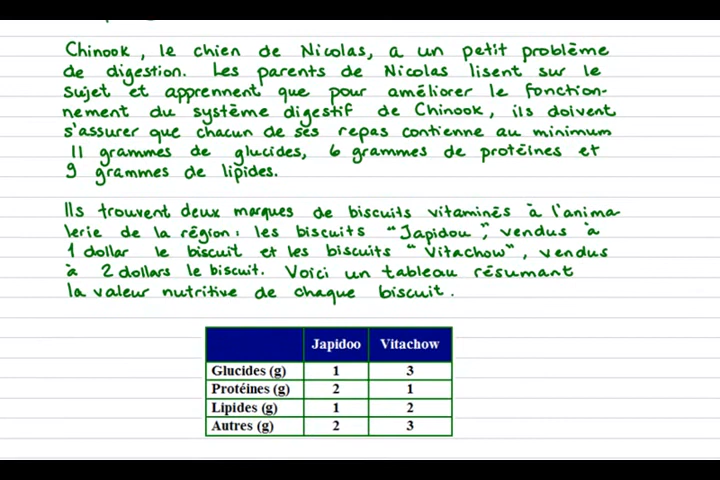 Chinook, le chien de Nicolas, a un petit problème
de digestion. Les parents de Nicolas lisent sur le
sujet et apprennent que pour améliorer le fonction-
nement du système digestif de Chinook, ils doivent
s'assurer que chacun de ses repas contienne au minimum
11 grammes de glucides, 6 grammes de protéines et
9 grammes de lipides.
Ils trouvent deux marques de biscuits vitaminés à l'anima
lerie de la région: les biscuits "Japidou", vendus à
1 dollar le biscuit et les biscuits "Vitachow", vendus
à 2 dollars le biscuit. Voici un tableau résumant
la valeur nutritive de chaque biscuit.
Japidoo Vitachow
Glucides (g) 1 3
Protéines (g) 2 1
Lipides (g) 1 2
Autres (g) 2 3